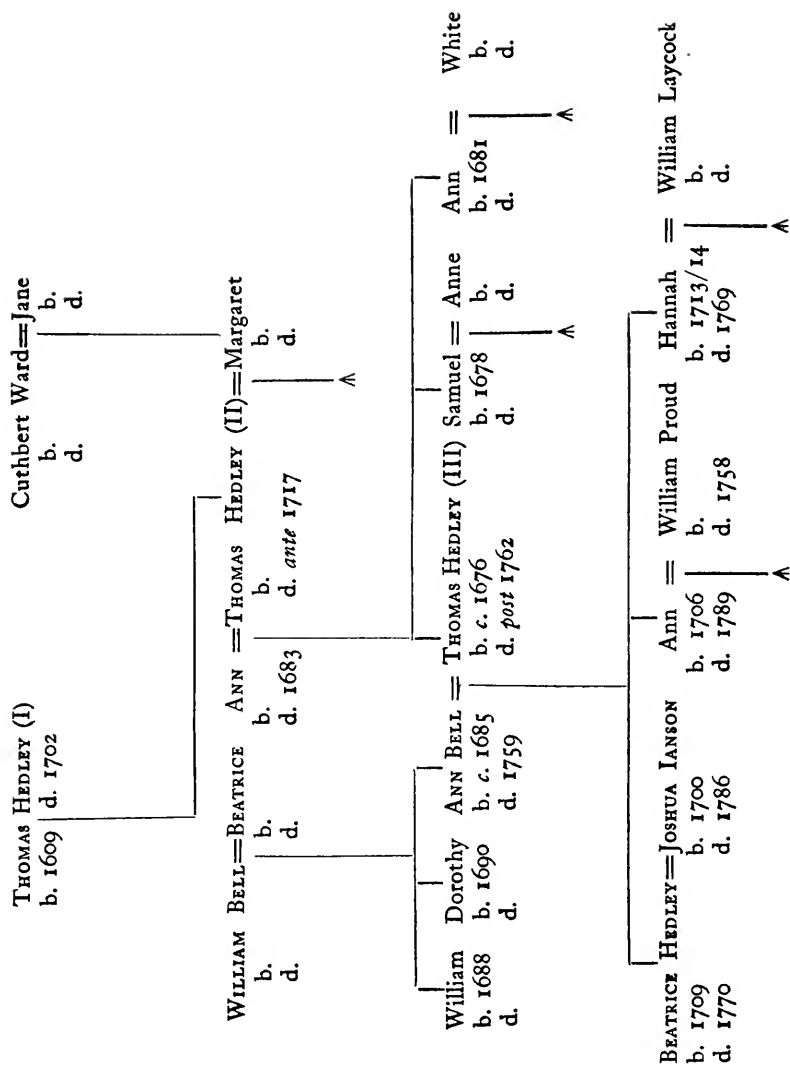 THOMAS HEDLEY (I)
b. 1609 d. 1702
Cuthbert Ward=Jane
b. b.
d. d.
WILLIAM BELL=BEATRICE ANN =THOMAS HEDLEY (II)=Margaret
b. b. b. b. b.
d. d. d. 1683 d. ante 1717 d.
William Dorothy ANN BELL = THOMAS HEDLEY (III) Samuel = Anne Ann = White
b. 1688 b. 1690 b. c. 1685 b. c. 1676 b. 1678 b. b. 1681 b.
d. d. d. 1759 d. post 1762 d. d. d. d.
BEATRICE HEDLEY=JOSHUA IANSON Ann = William Proud Hannah = William Laycock
b. 1709 b. 1700 b. 1706 b. b. 1713/14 b.
d. 1770 d. 1786 d. 1789 d. 1758 d. 1769 d.